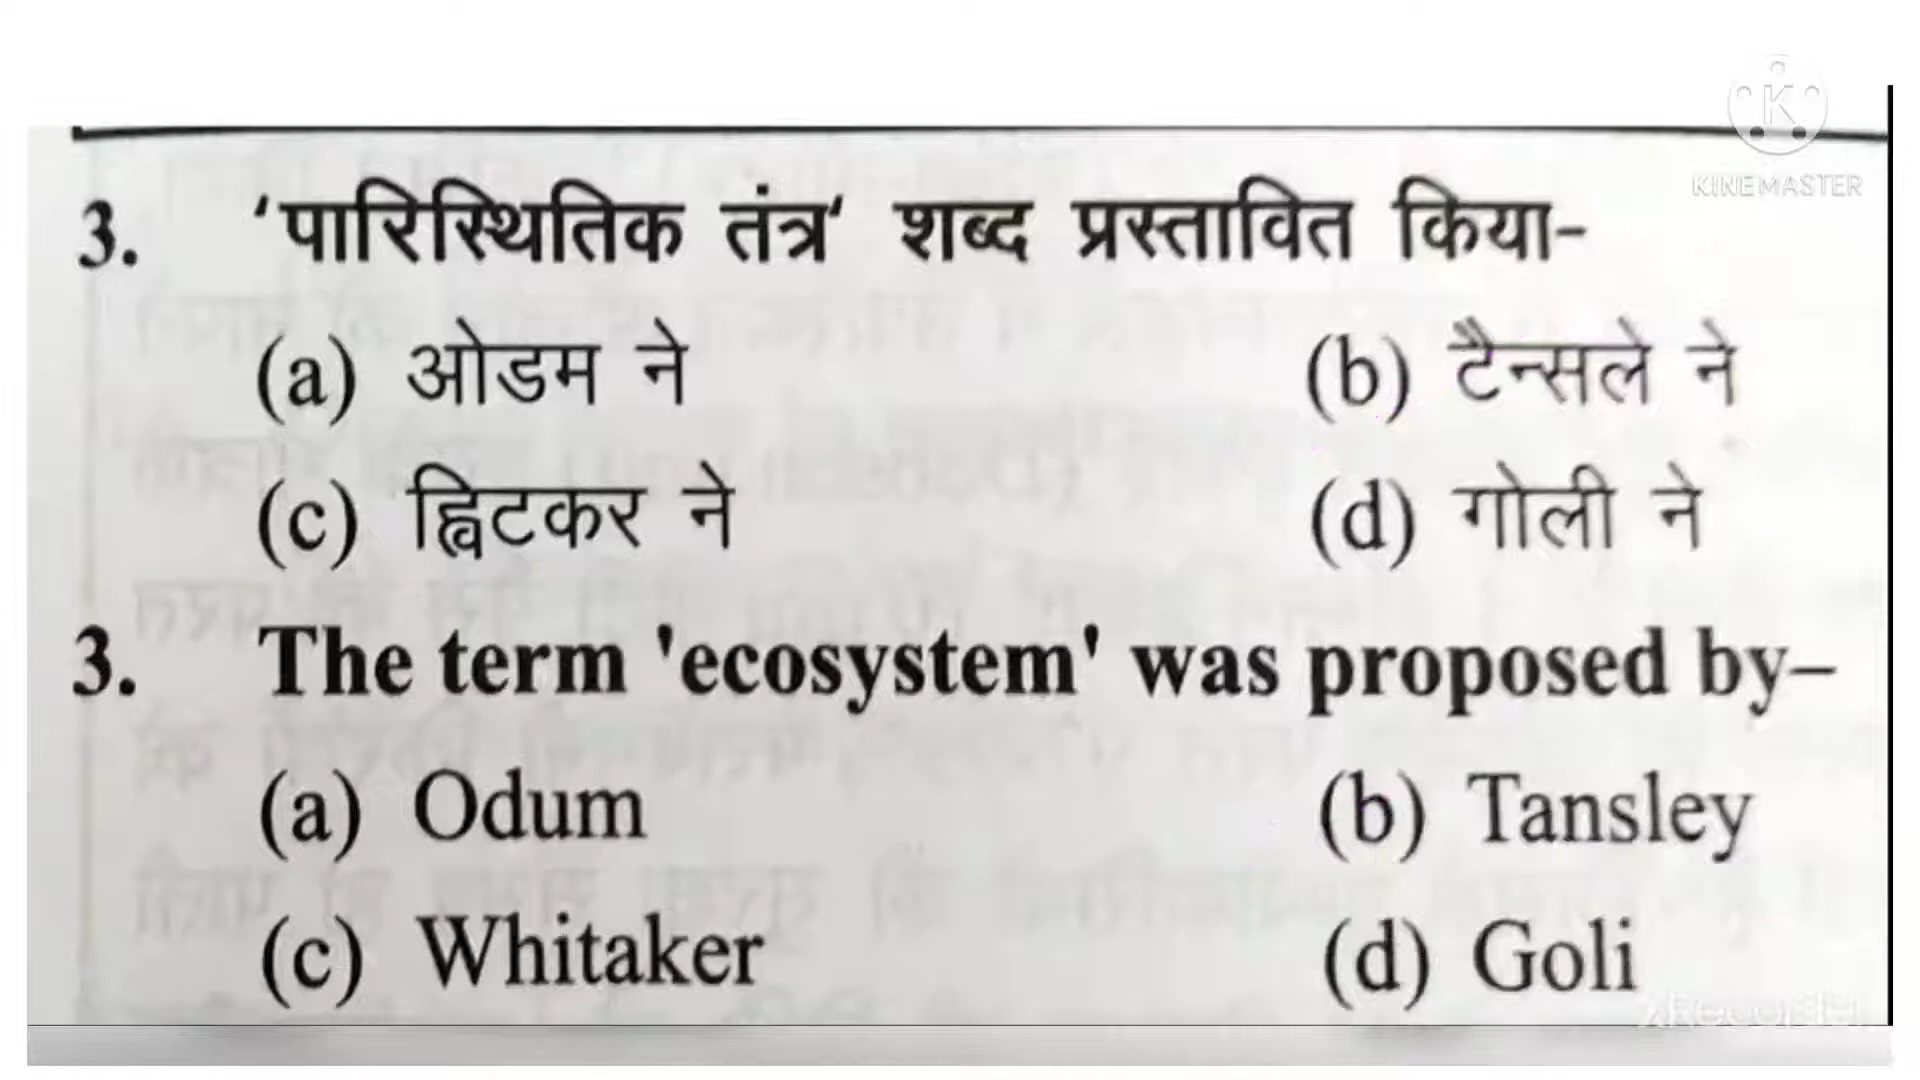 KINEMASTER
3. ‘पारिस्थितिक तंत्र‘ शब्द प्रस्तावित किया-
(a) ओडम ने (b) टैन्सले ने
(c) ह्विटकर ने (d) गोली ने
3. The term 'ecosystem' was proposed by–
(a) Odum (b) Tansley
(c) Whitaker (d) Goli